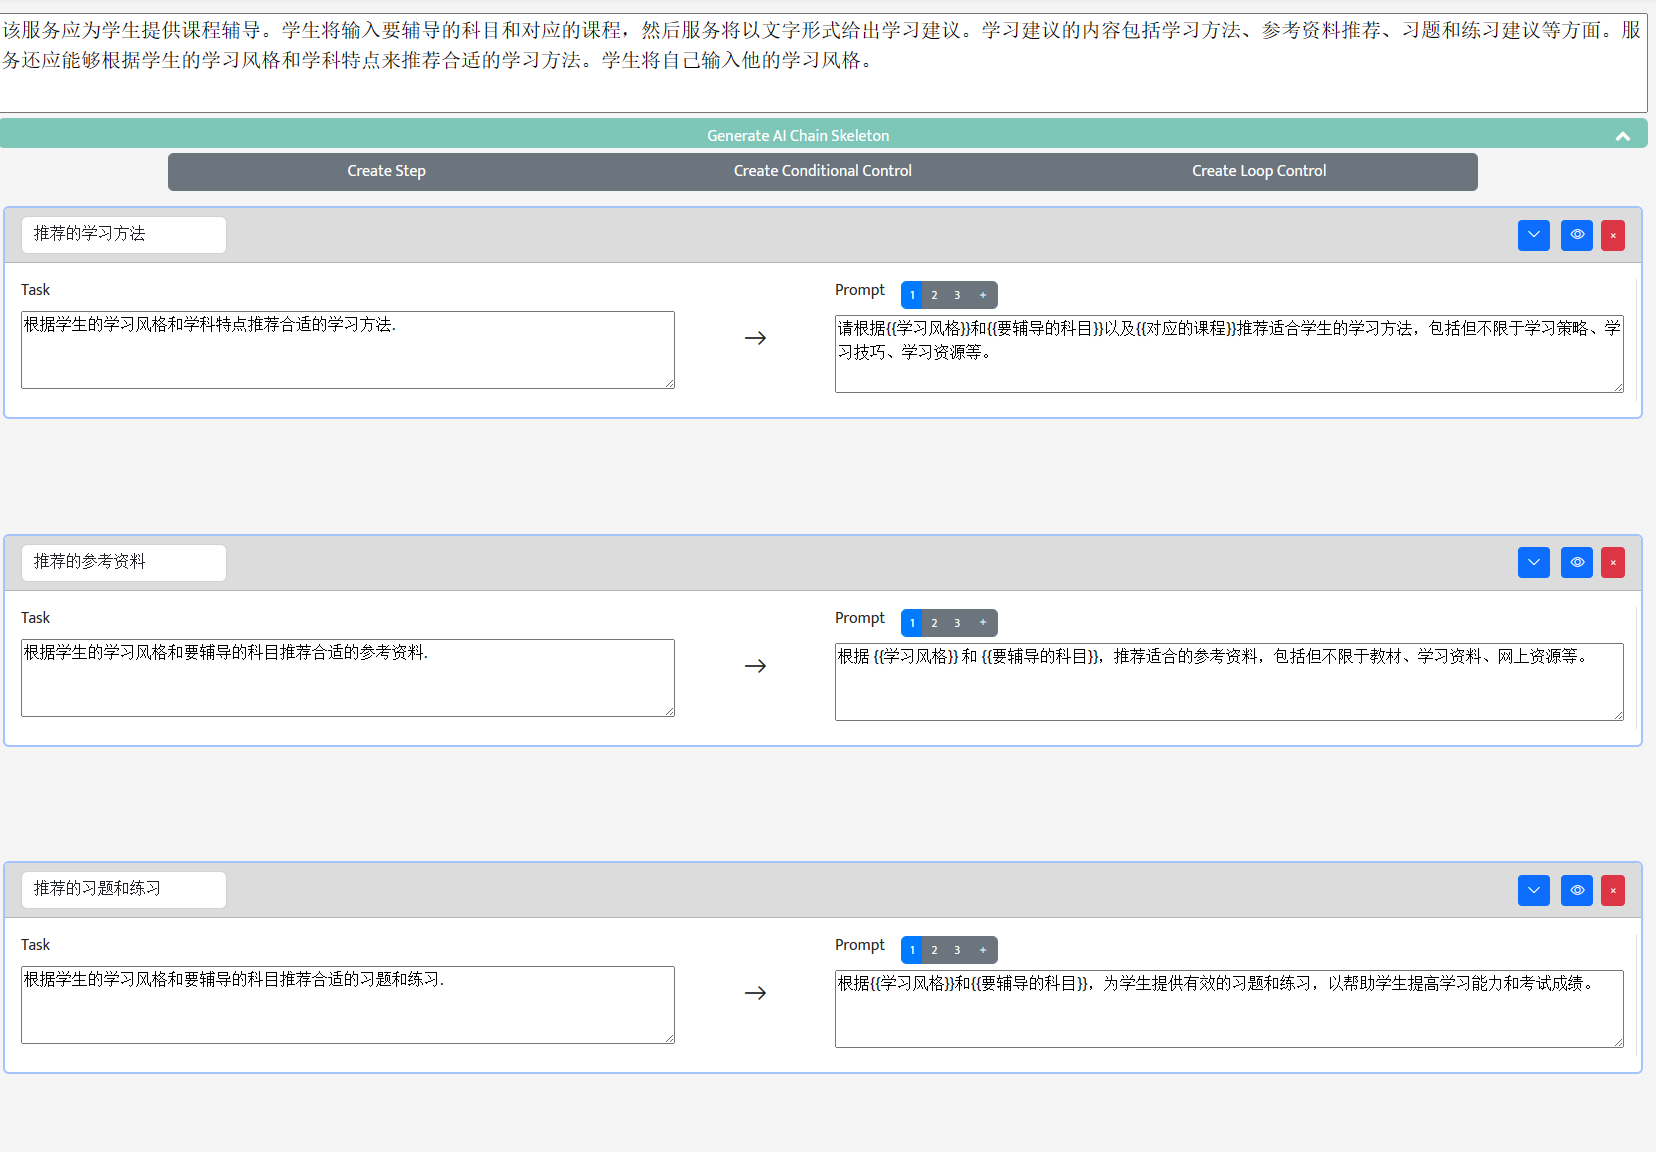 该服务应为学生提供课程辅导。学生将输入要辅导的科目和对应的课程，然后服务将以文字形式给出学习建议。学习建议的内容包括学习方法、参考资料推荐、习题和练习建议等方面。服
务还应能够根据学生的学习风格和学科特点来推荐合适的学习方法。学生将自己输入他的学习风格。
Generate AI Chain Skeleton
Create Step Create Conditional Control Create Loop Control
推荐的学习方法
×
Task
Prompt 1 2 3 +
根据学生的学习风格和学科特点推荐合适的学习方法.
请根据{{学习风格}}和{{要辅导的科目}}以及{{对应的课程}}推荐适合学生的学习方法，包括但不限于学习策略、学
习技巧、学习资源等。
推荐的参考资料
×
Task
Prompt 1 2 3 +
根据学生的学习风格和要辅导的科目推荐合适的参考资料.
根据 {{学习风格}} 和 {{要辅导的科目}}，推荐适合的参考资料，包括但不限于教材、学习资料、网上资源等。
推荐的习题和练习
×
Task
Prompt 1 2 3 +
根据学生的学习风格和要辅导的科目推荐合适的习题和练习.
根据{{学习风格}}和{{要辅导的科目}}，为学生提供有效的习题和练习，以帮助学生提高学习能力和考试成绩。